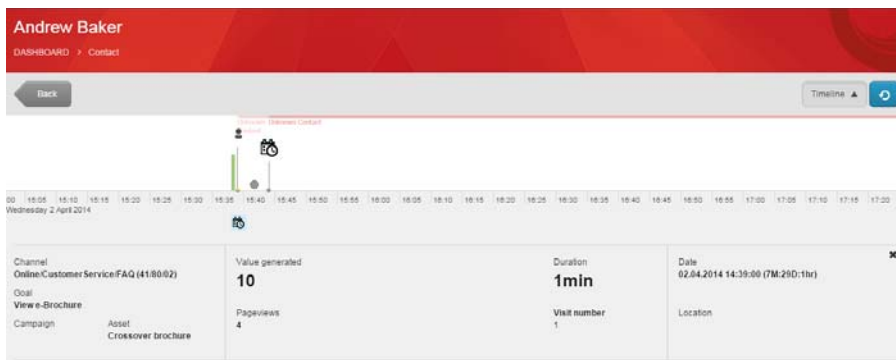 Andrew Baker
DASHBOARD > Contact
Back
Timeline ▲
Unknown Contact
00 15:05 15:10 15:15 15:20 15:25 15:30 15:35 15:40 15:45 15:50 15:55 16:00 16:05 16:10 16:15 16:20 16:25 16:30 16:35 16:40 16:45 16:50 16:55 17:00 17:05 17:10 17:15 17:20
Wednesday 2 April 2014
Channel
Online/Customer Service/FAQ (41/80/02)
Goal
View e-Brochure
Campaign Asset
Crossover brochure
Value generated
10
Pageviews
4
Duration
1min
Visit number
1
Date
02.04.2014 14:39:00 (7M:29D:1hr)
Location